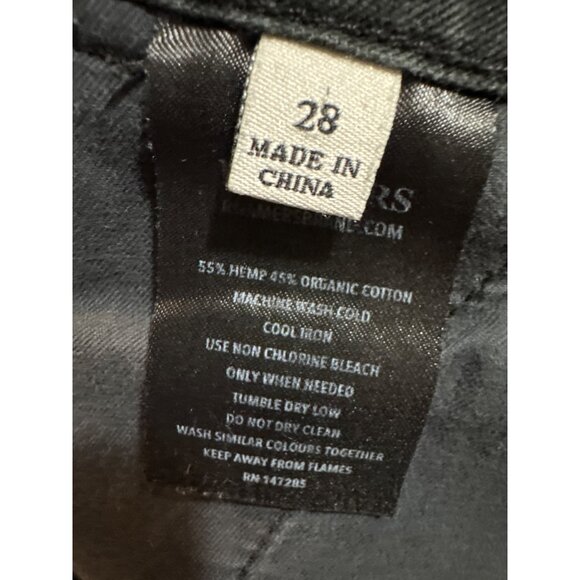 28
MADE IN
CHINA
RS
.COM
55% HEMP 45% ORGANIC COTTON
MACHINE WASH COLD
COOL IRON
USE NON CHLORINE BLEACH
ONLY WHEN NEEDED
TUMBLE DRY LOW
DO NOT DRY CLEAN
WASH SIMILAR COLOURS TOGETHER
KEEP AWAY FROM FLAMES
RN 147285